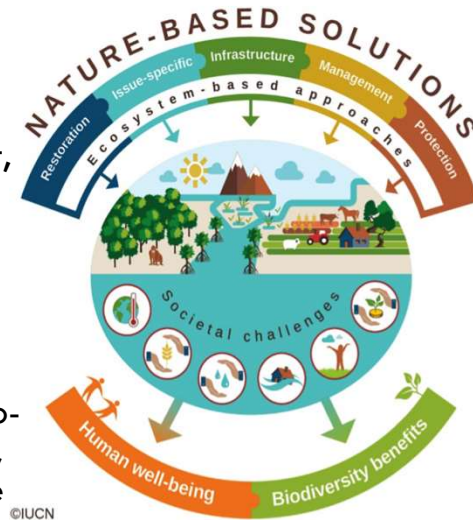 NATURE-BASED SOLUTIONS
Restoration
Issue-specific
Infrastructure
Management
Protection
Ecosystem-based approaches
Societal challenges
Human well-being
Biodiversity benefits
©IUCN